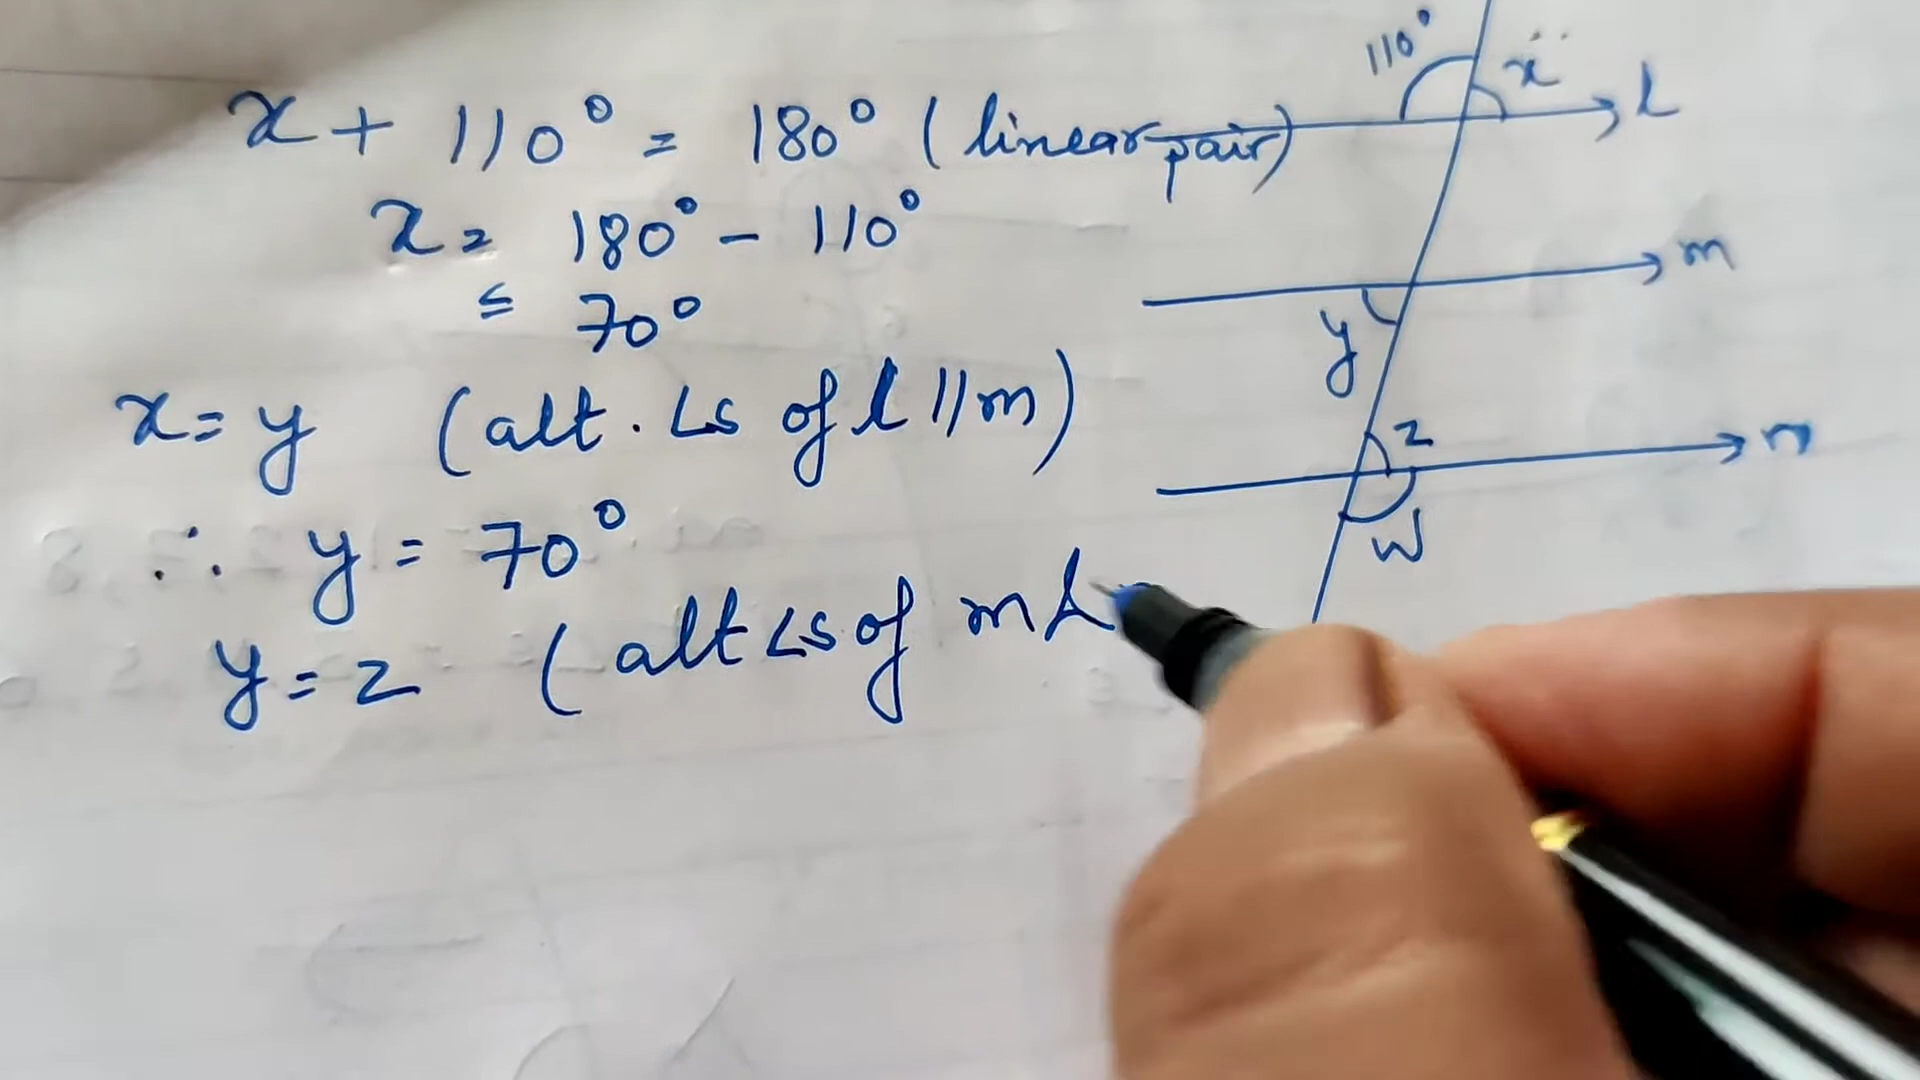 x + 110° = 180° (linear pair)
x = 180° - 110°
= 70°
x = y (alt. ∠s of l || m)
∴ y = 70°
y = z (alt ∠s of m
110° x l
m
y
z n
w